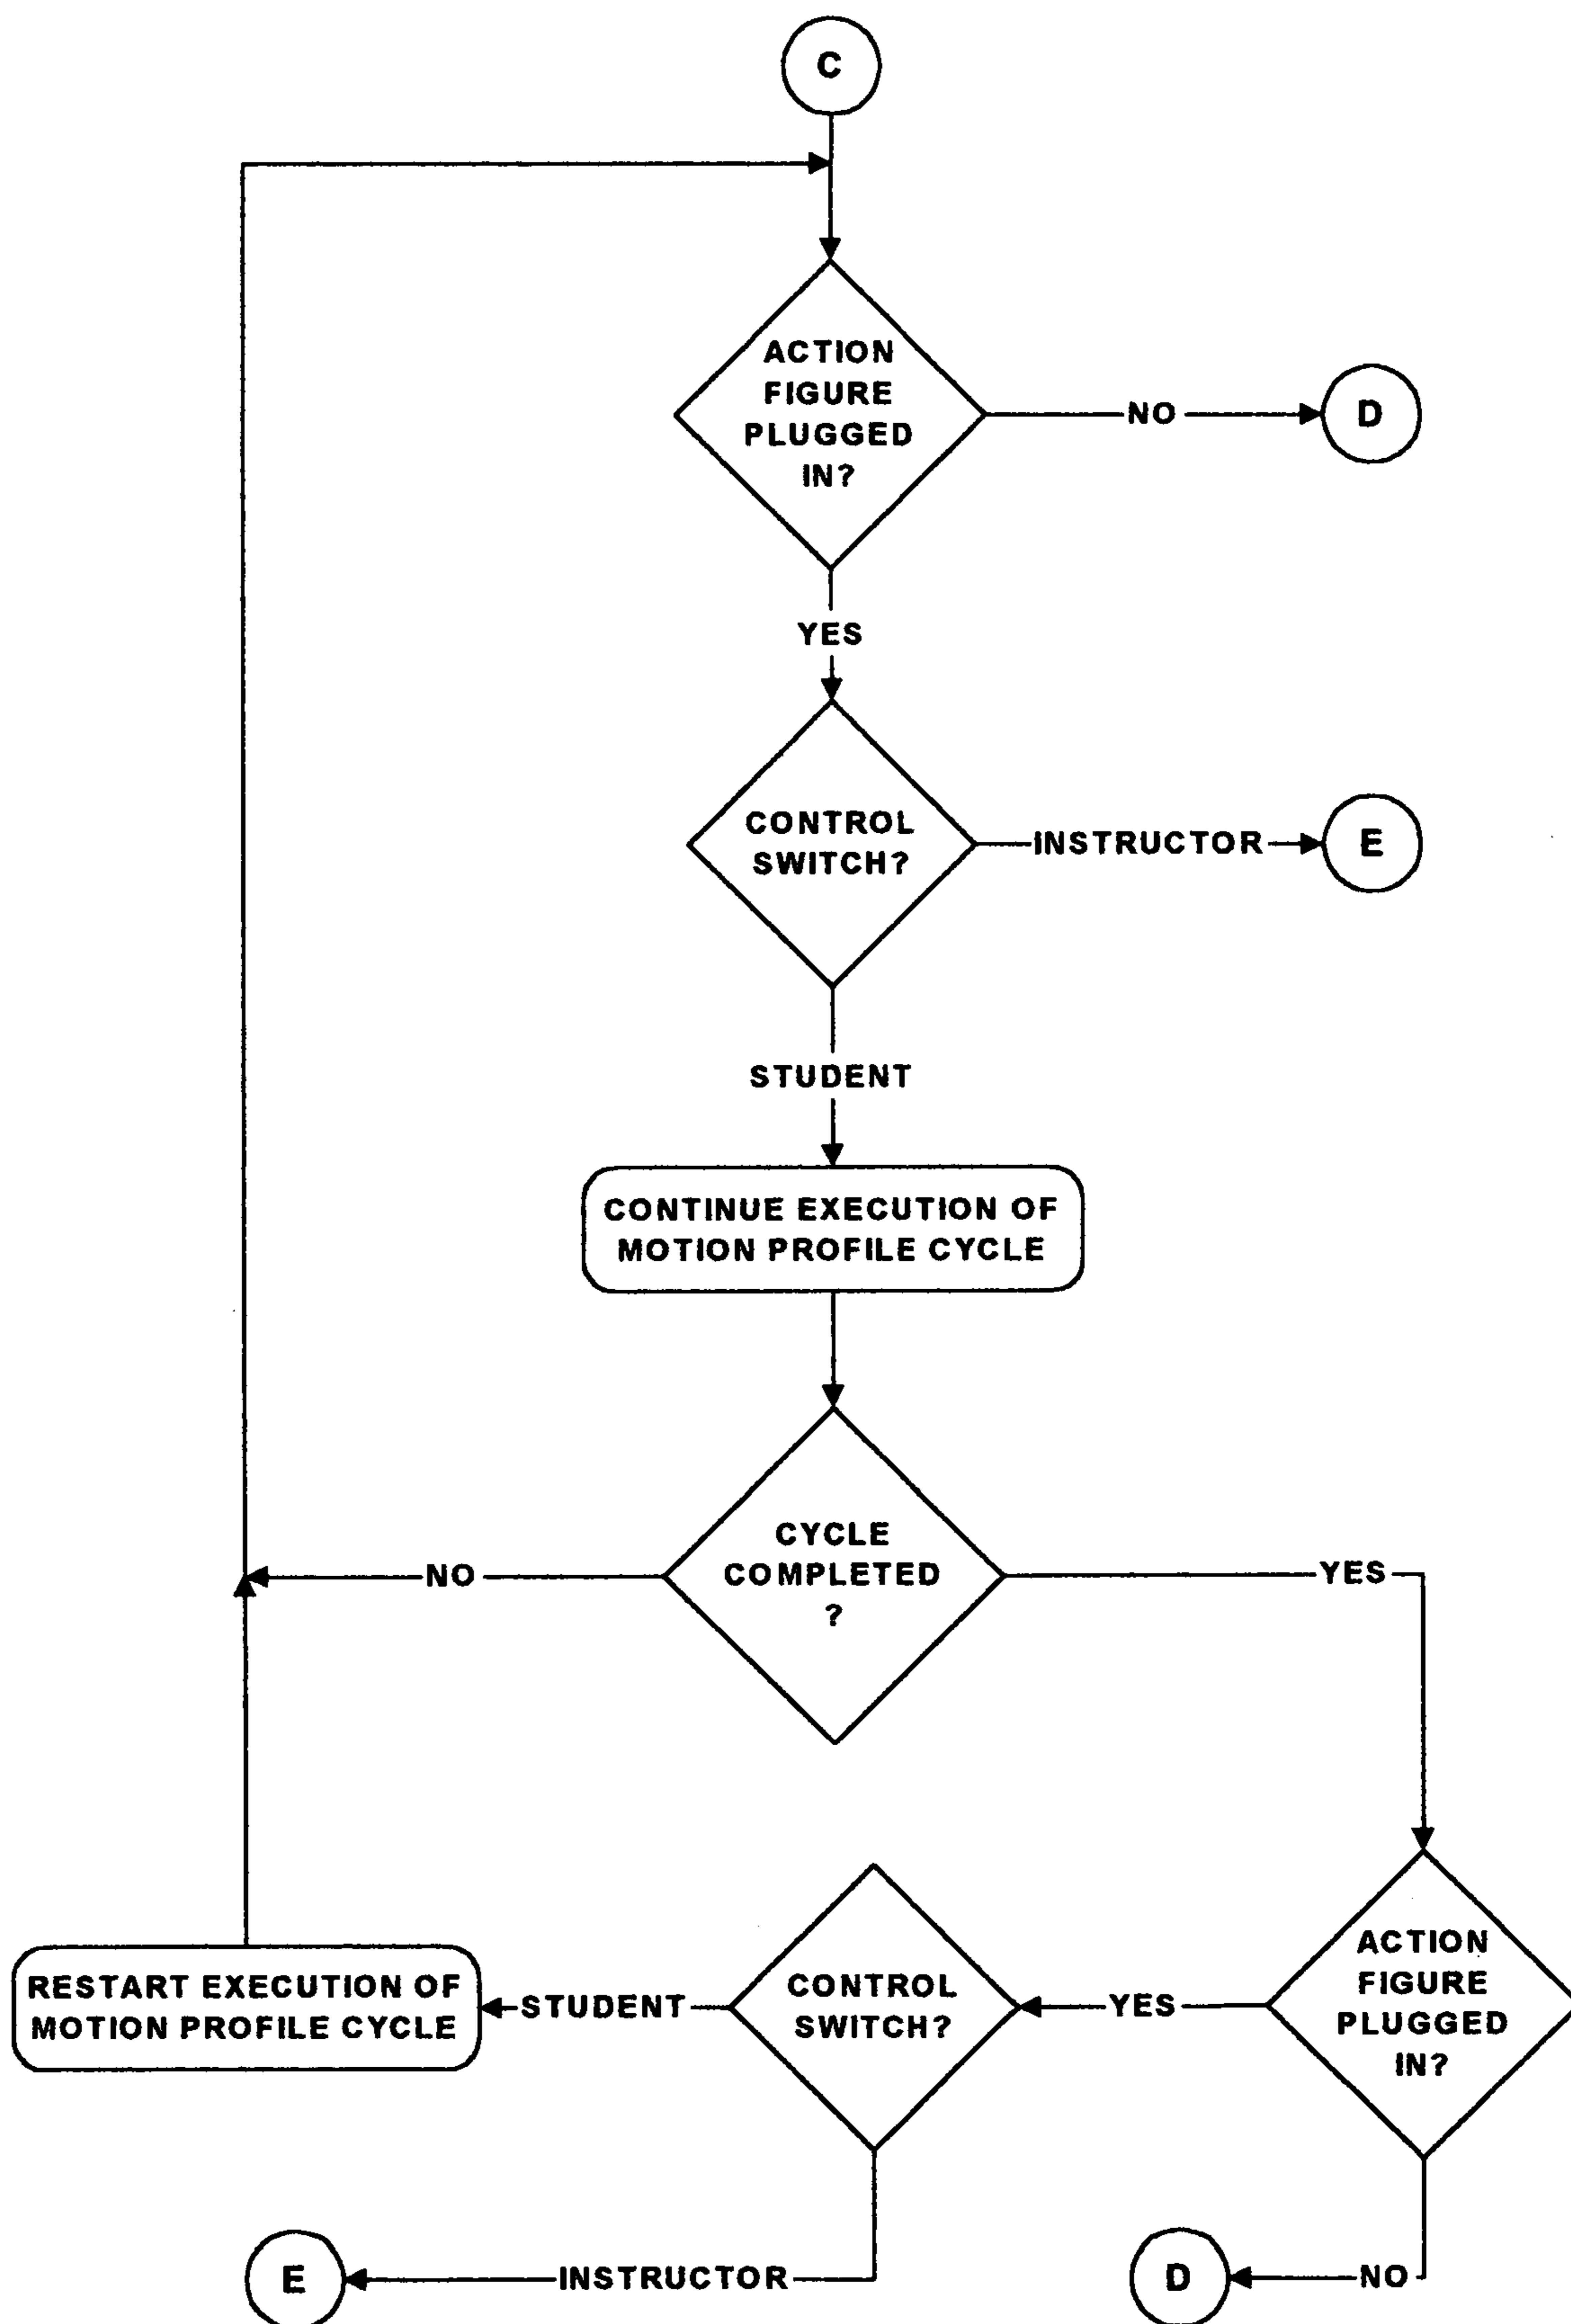 C
ACTION
FIGURE
PLUGGED
IN?
NO
D
YES
CONTROL
SWITCH?
INSTRUCTOR
E
STUDENT
CONTINUE EXECUTION OF
MOTION PROFILE CYCLE
CYCLE
COMPLETED
?
NO
YES
ACTION
FIGURE
PLUGGED
IN?
YES
CONTROL
SWITCH?
STUDENT
RESTART EXECUTION OF
MOTION PROFILE CYCLE
E
INSTRUCTOR
D
NO